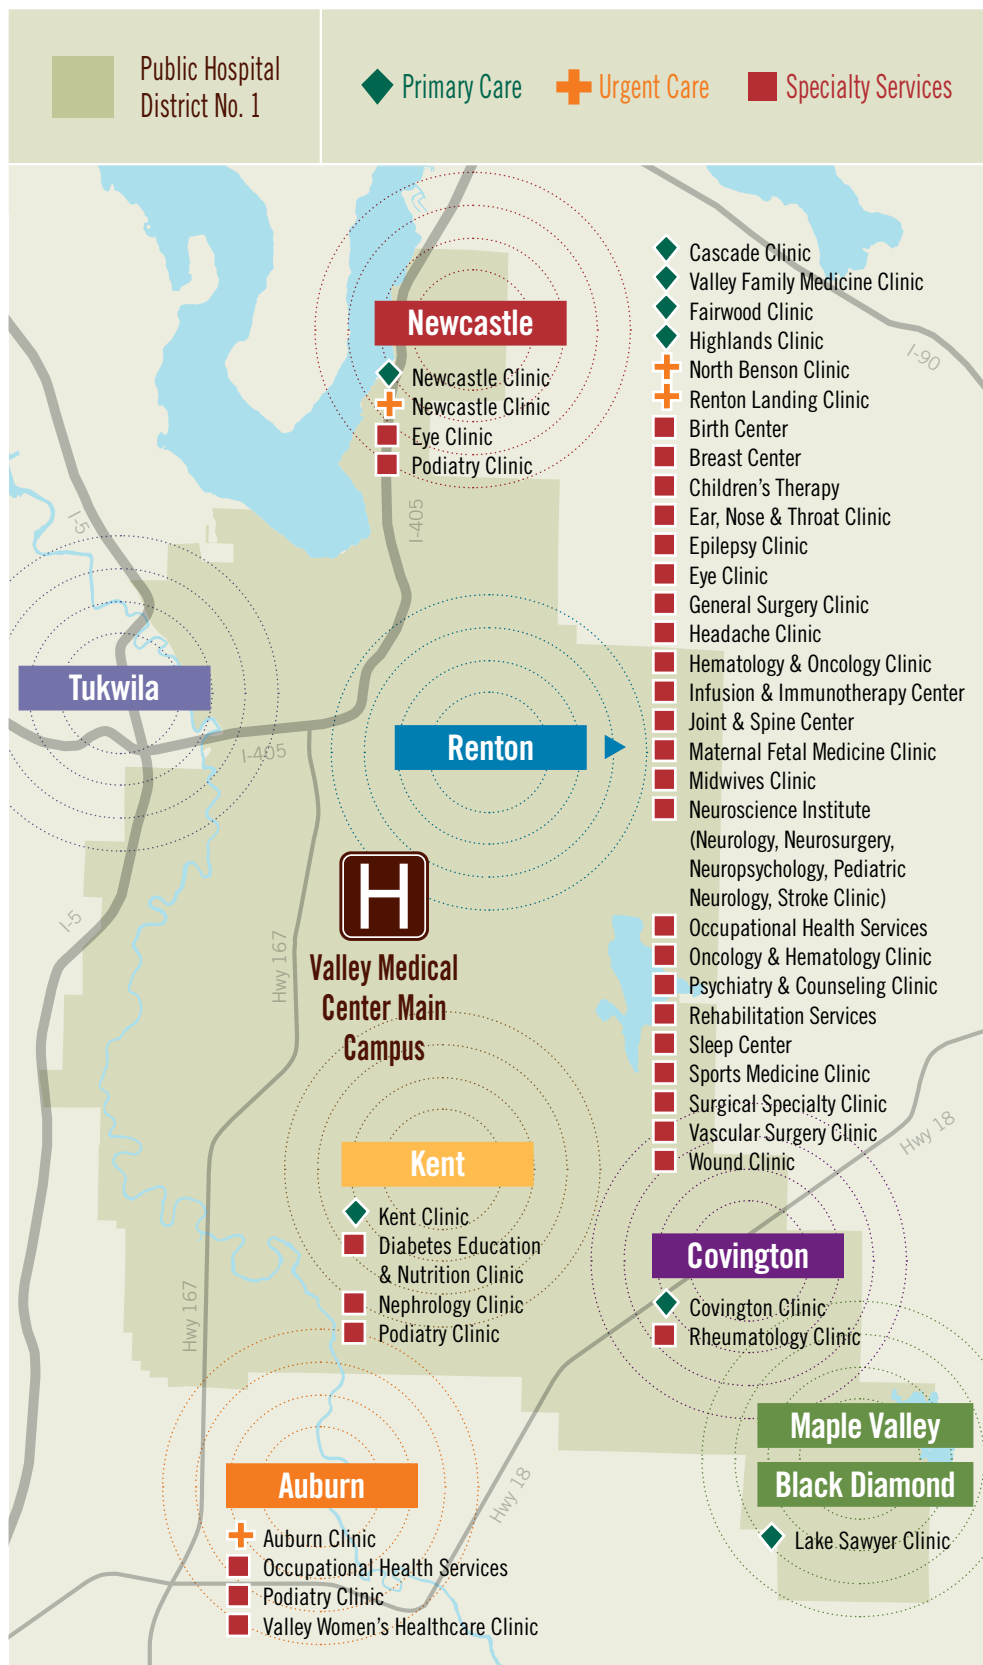 Public Hospital
District No. 1
Primary Care
Urgent Care
Specialty Services
Newcastle
Newcastle Clinic
Newcastle Clinic
Eye Clinic
Podiatry Clinic
I-90
I-5
I-405
Tukwila
I-405
I-5
Renton
Cascade Clinic
Valley Family Medicine Clinic
Fairwood Clinic
Highlands Clinic
North Benson Clinic
Renton Landing Clinic
Birth Center
Breast Center
Children's Therapy
Ear, Nose & Throat Clinic
Epilepsy Clinic
Eye Clinic
General Surgery Clinic
Headache Clinic
Hematology & Oncology Clinic
Infusion & Immunotherapy Center
Joint & Spine Center
Maternal Fetal Medicine Clinic
Midwives Clinic
Neuroscience Institute
(Neurology, Neurosurgery,
Neuropsychology, Pediatric
Neurology, Stroke Clinic)
Occupational Health Services
Oncology & Hematology Clinic
Psychiatry & Counseling Clinic
Rehabilitation Services
Sleep Center
Sports Medicine Clinic
Surgical Specialty Clinic
Vascular Surgery Clinic
Wound Clinic
H
Valley Medical
Center Main
Campus
Hwy 167
Hwy 18
Kent
Kent Clinic
Diabetes Education
& Nutrition Clinic
Nephrology Clinic
Podiatry Clinic
Hwy 167
Covington
Covington Clinic
Rheumatology Clinic
Maple Valley
Black Diamond
Lake Sawyer Clinic
Hwy 18
Auburn
Auburn Clinic
Occupational Health Services
Podiatry Clinic
Valley Women's Healthcare Clinic